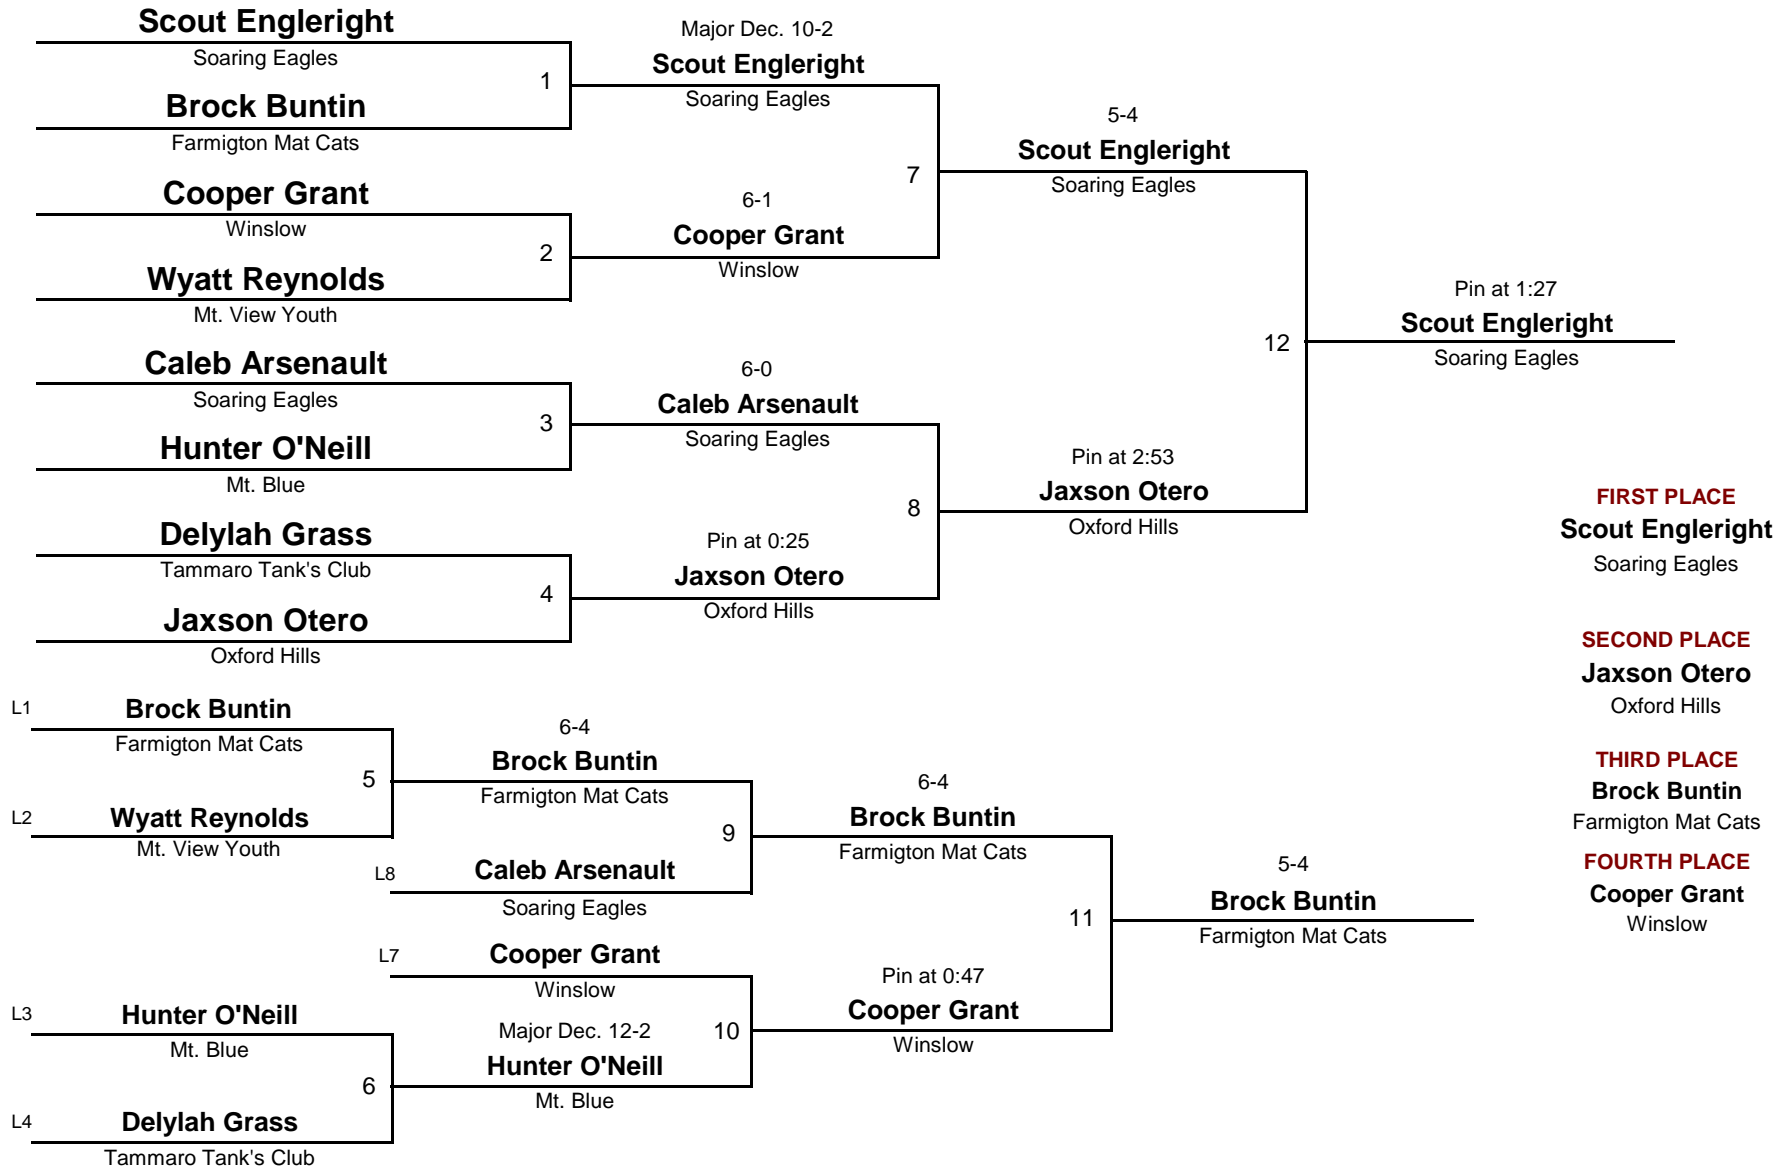 Scout Engleright
Soaring Eagles
1
Brock Buntin
Farmigton Mat Cats
Cooper Grant
Winslow
2
Wyatt Reynolds
Mt. View Youth
Caleb Arsenault
Soaring Eagles
3
Hunter O'Neill
Mt. Blue
Delylah Grass
Tammaro Tank's Club
4
Jaxson Otero
Oxford Hills
Major Dec. 10-2
Scout Engleright
Soaring Eagles
7
6-1
Cooper Grant
Winslow
6-0
Caleb Arsenault
Soaring Eagles
8
Pin at 0:25
Jaxson Otero
Oxford Hills
5-4
Scout Engleright
Soaring Eagles
12
Pin at 2:53
Jaxson Otero
Oxford Hills
Pin at 1:27
Scout Engleright
Soaring Eagles
L1
Brock Buntin
Farmigton Mat Cats
5
L2
Wyatt Reynolds
Mt. View Youth
L3
Hunter O'Neill
Mt. Blue
6
L4
Delylah Grass
Tammaro Tank's Club
6-4
Brock Buntin
Farmigton Mat Cats
9
L8
Caleb Arsenault
Soaring Eagles
L7
Cooper Grant
Winslow
10
Major Dec. 12-2
Hunter O'Neill
Mt. Blue
6-4
Brock Buntin
Farmigton Mat Cats
11
Pin at 0:47
Cooper Grant
Winslow
5-4
Brock Buntin
Farmigton Mat Cats
FIRST PLACE
Scout Engleright
Soaring Eagles
SECOND PLACE
Jaxson Otero
Oxford Hills
THIRD PLACE
Brock Buntin
Farmigton Mat Cats
FOURTH PLACE
Cooper Grant
Winslow